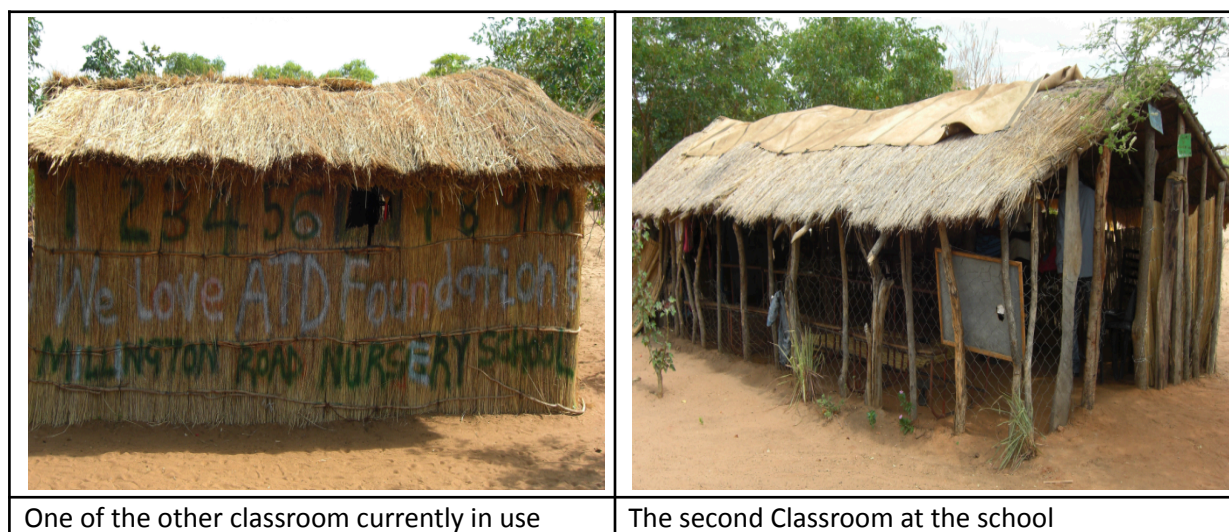 1 2 3 4 5 6 7 8 9 10
We Love ATD Foundation &
MILLINGTON ROAD NURSERY SCHOOL
One of the other classroom currently in use
The second Classroom at the school